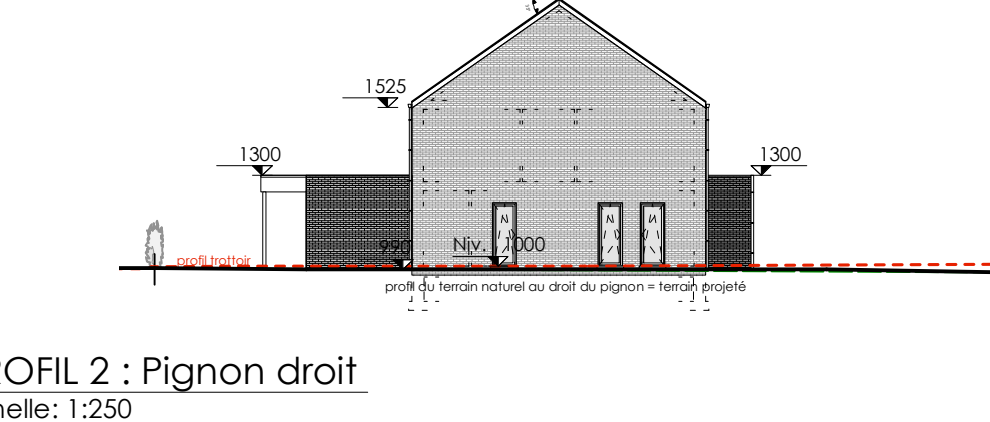 1525
1300
1300
990
Niv. 1000
profil trottoir
profil du terrain naturel au droit du pignon = terrain projeté
ROFIL 2 : Pignon droit
helle: 1:250